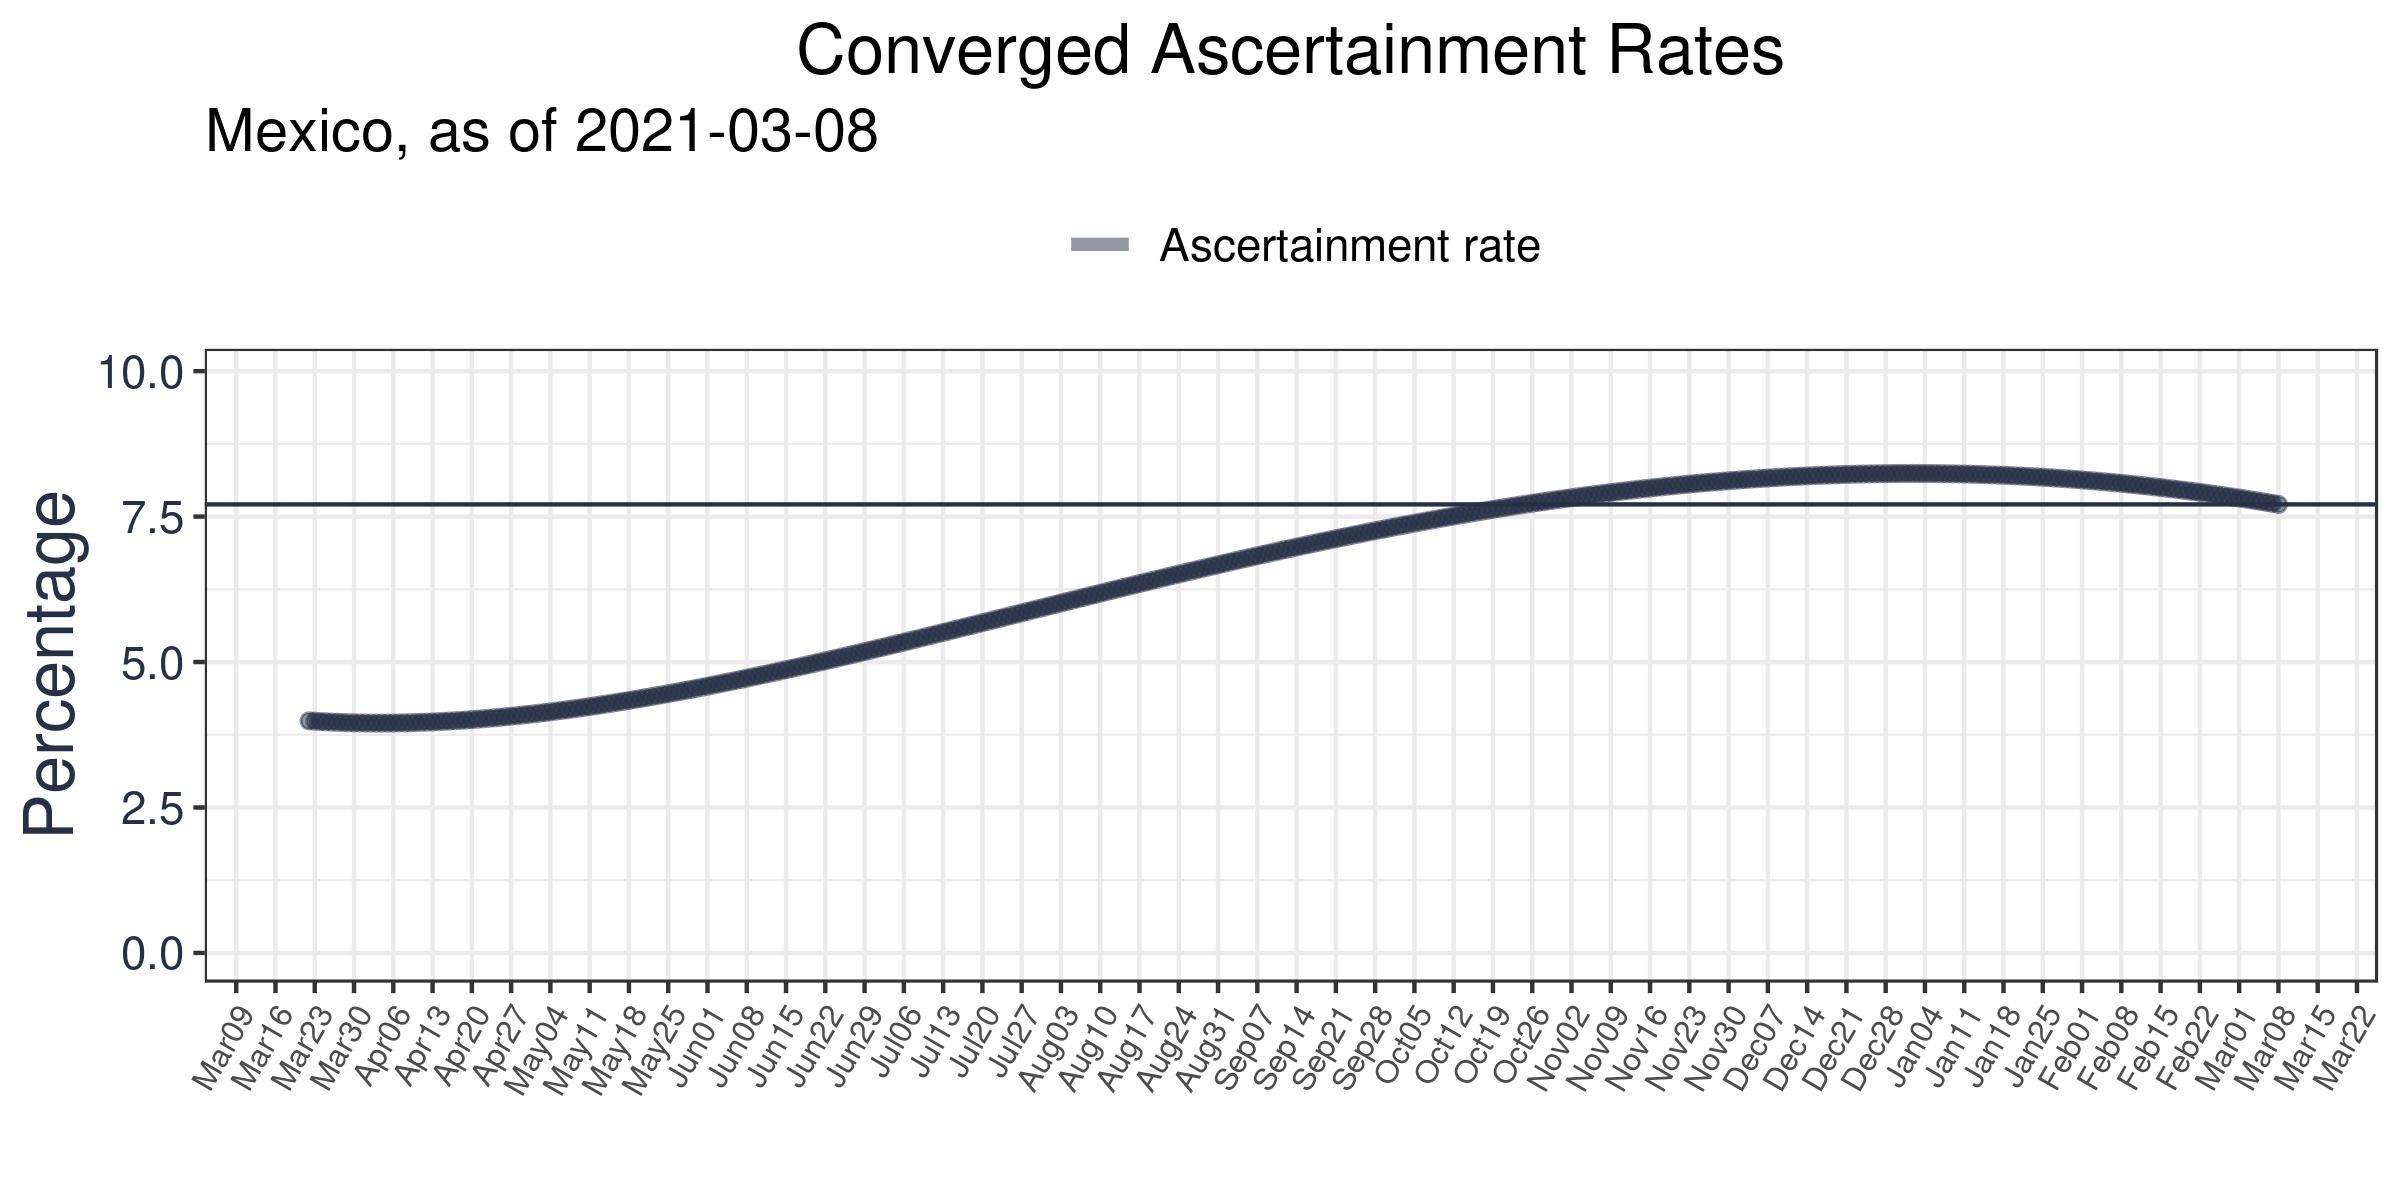 Converged Ascertainment Rates
Mexico, as of 2021-03-08
Ascertainment rate
Percentage
10.0
7.5
5.0
2.5
0.0
Mar09 Mar16 Mar23 Mar30 Apr06 Apr13 Apr20 Apr27 May04 May11 May18 May25 Jun01 Jun08 Jun15 Jun22 Jun29 Jul06 Jul13 Jul20 Jul27 Aug03 Aug10 Aug17 Aug24 Aug31 Sep07 Sep14 Sep21 Sep28 Oct05 Oct12 Oct19 Oct26 Nov02 Nov09 Nov16 Nov23 Nov30 Dec07 Dec14 Dec21 Dec28 Jan04 Jan11 Jan18 Jan25 Feb01 Feb08 Feb15 Feb22 Mar01 Mar08 Mar15 Mar22